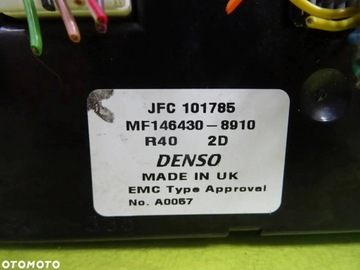 JFC 101785
MF146430-8910
R40 2D
DENSO
MADE IN UK
EMC Type Approval
No. A0057
OTOMOTO